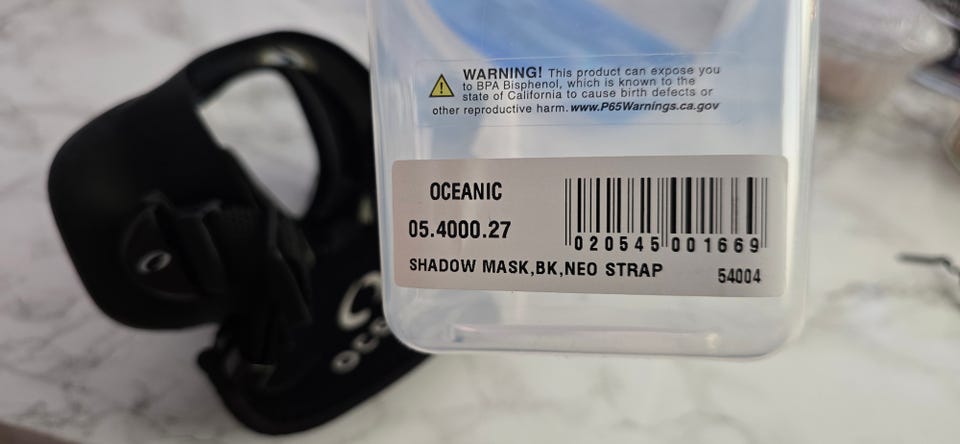 WARNING! This product can expose you
to BPA Bisphenol, which is known to the
state of California to cause birth defects or
other reproductive harm. www.P65Warnings.ca.gov
OCEANIC
05.4000.27
020545 001669
SHADOW MASK,BK,NEO STRAP
54004